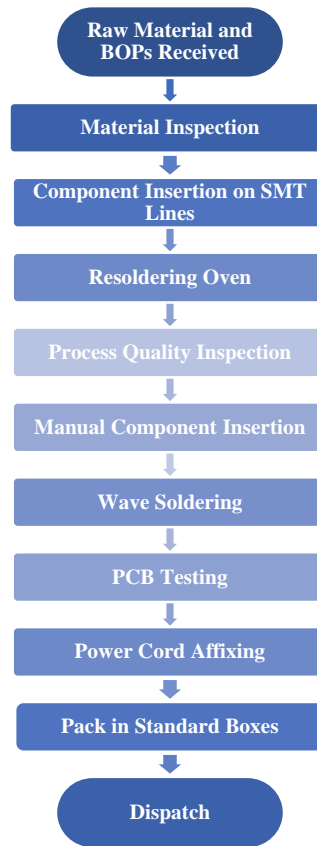 Raw Material and
BOPs Received
Material Inspection
Component Insertion on SMT
Lines
Resoldering Oven
Process Quality Inspection
Manual Component Insertion
Wave Soldering
PCB Testing
Power Cord Affixing
Pack in Standard Boxes
Dispatch